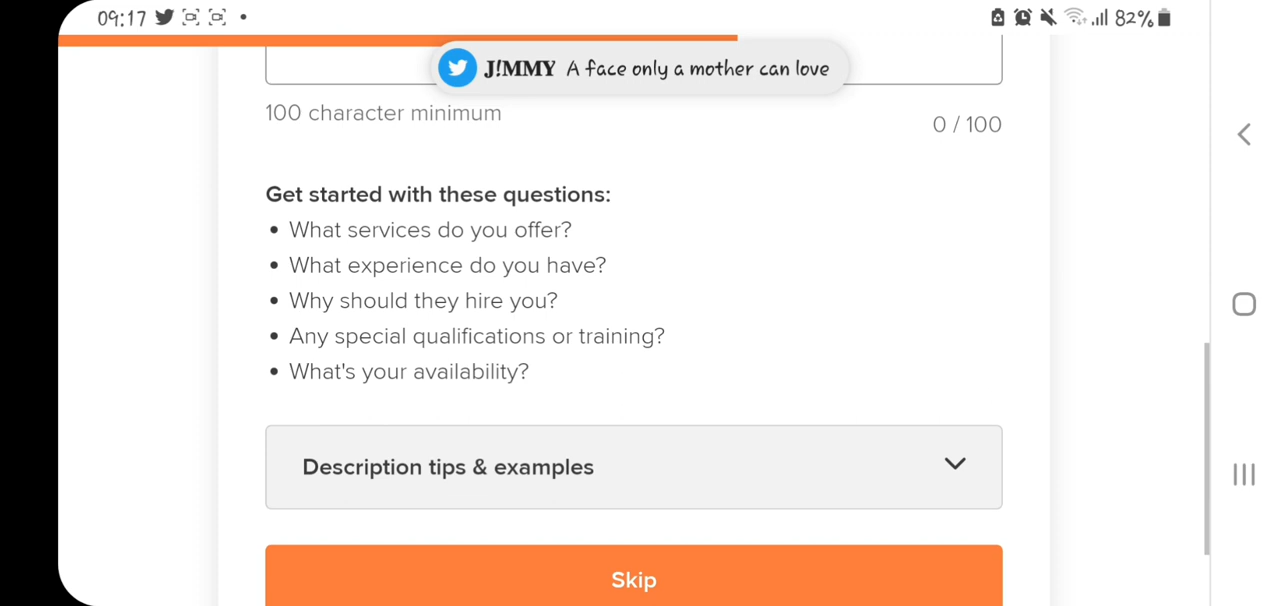 09:17 82%
J!MMY A face only a mother can love
100 character minimum
0 / 100
Get started with these questions:
• What services do you offer?
• What experience do you have?
• Why should they hire you?
• Any special qualifications or training?
• What's your availability?
Description tips & examples
Skip